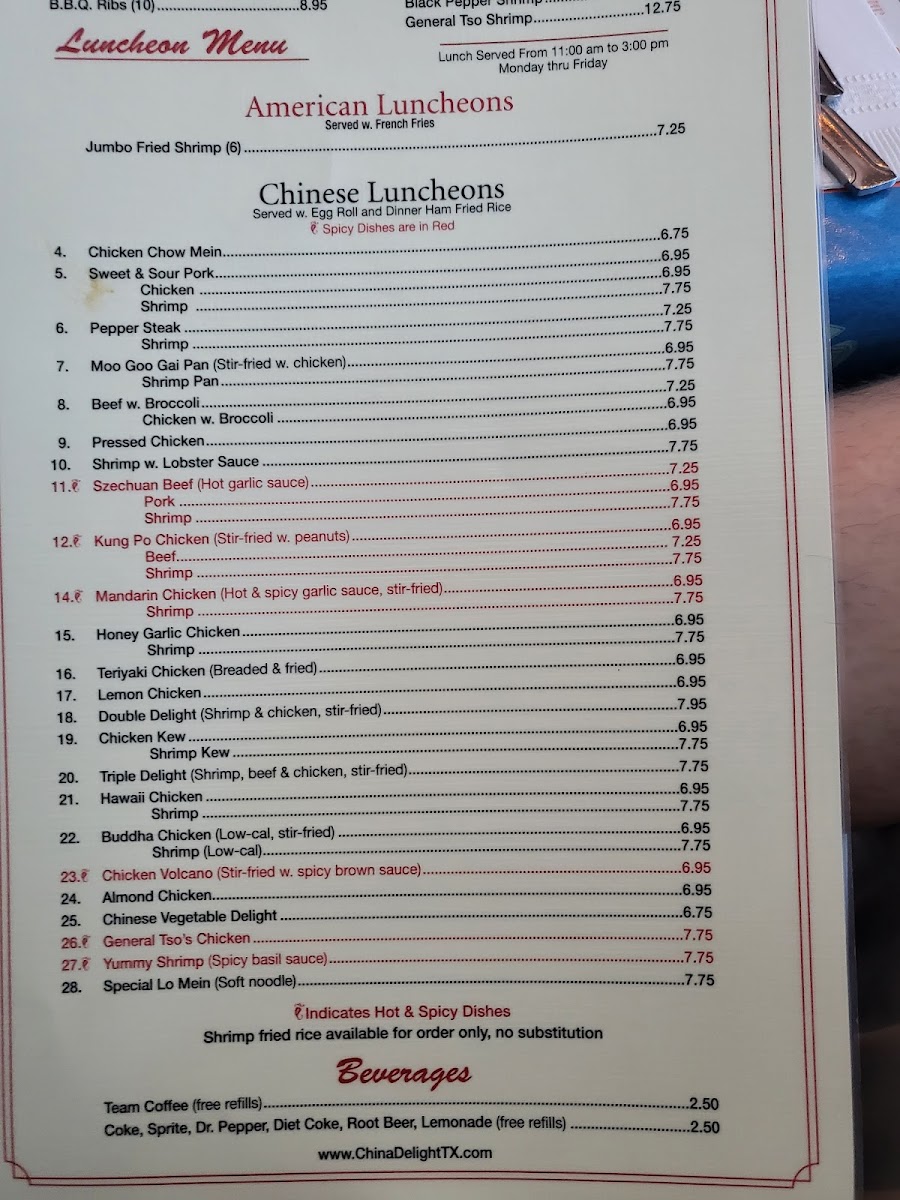 B.B.Q. Ribs (10)..........8.95
Black Pepper Shrimp
General Tso Shrimp..........12.75
Luncheon Menu
Lunch Served From 11:00 am to 3:00 pm
Monday thru Friday
American Luncheons
Served w. French Fries
Jumbo Fried Shrimp (6)..........7.25
Chinese Luncheons
Served w. Egg Roll and Dinner Ham Fried Rice
Spicy Dishes are in Red
4. Chicken Chow Mein..........6.75
5. Sweet & Sour Pork..........6.95
Chicken..........6.95
Shrimp..........7.75
6. Pepper Steak..........7.25
Shrimp..........7.75
7. Moo Goo Gai Pan (Stir-fried w. chicken)..........6.95
Shrimp Pan..........7.75
8. Beef w. Broccoli..........7.25
Chicken w. Broccoli..........6.95
9. Pressed Chicken..........6.95
10. Shrimp w. Lobster Sauce..........7.75
11. Szechuan Beef (Hot garlic sauce)..........7.25
Pork..........6.95
Shrimp..........7.75
12. Kung Po Chicken (Stir-fried w. peanuts)..........6.95
Beef..........7.25
Shrimp..........7.75
14. Mandarin Chicken (Hot & spicy garlic sauce, stir-fried)..........6.95
Shrimp..........7.75
15. Honey Garlic Chicken..........6.95
Shrimp..........7.75
16. Teriyaki Chicken (Breaded & fried)..........6.95
17. Lemon Chicken..........6.95
18. Double Delight (Shrimp & chicken, stir-fried)..........7.95
19. Chicken Kew..........6.95
Shrimp Kew..........7.75
20. Triple Delight (Shrimp, beef & chicken, stir-fried)..........7.75
21. Hawaii Chicken..........6.95
Shrimp..........7.75
22. Buddha Chicken (Low-cal, stir-fried)..........6.95
Shrimp (Low-cal)..........7.75
23. Chicken Volcano (Stir-fried w. spicy brown sauce)..........6.95
24. Almond Chicken..........6.95
25. Chinese Vegetable Delight..........6.75
26. General Tso's Chicken..........7.75
27. Yummy Shrimp (Spicy basil sauce)..........7.75
28. Special Lo Mein (Soft noodle)..........7.75
Indicates Hot & Spicy Dishes
Shrimp fried rice available for order only, no substitution
Beverages
Team Coffee (free refills)..........2.50
Coke, Sprite, Dr. Pepper, Diet Coke, Root Beer, Lemonade (free refills)..........2.50
www.ChinaDelightTX.com